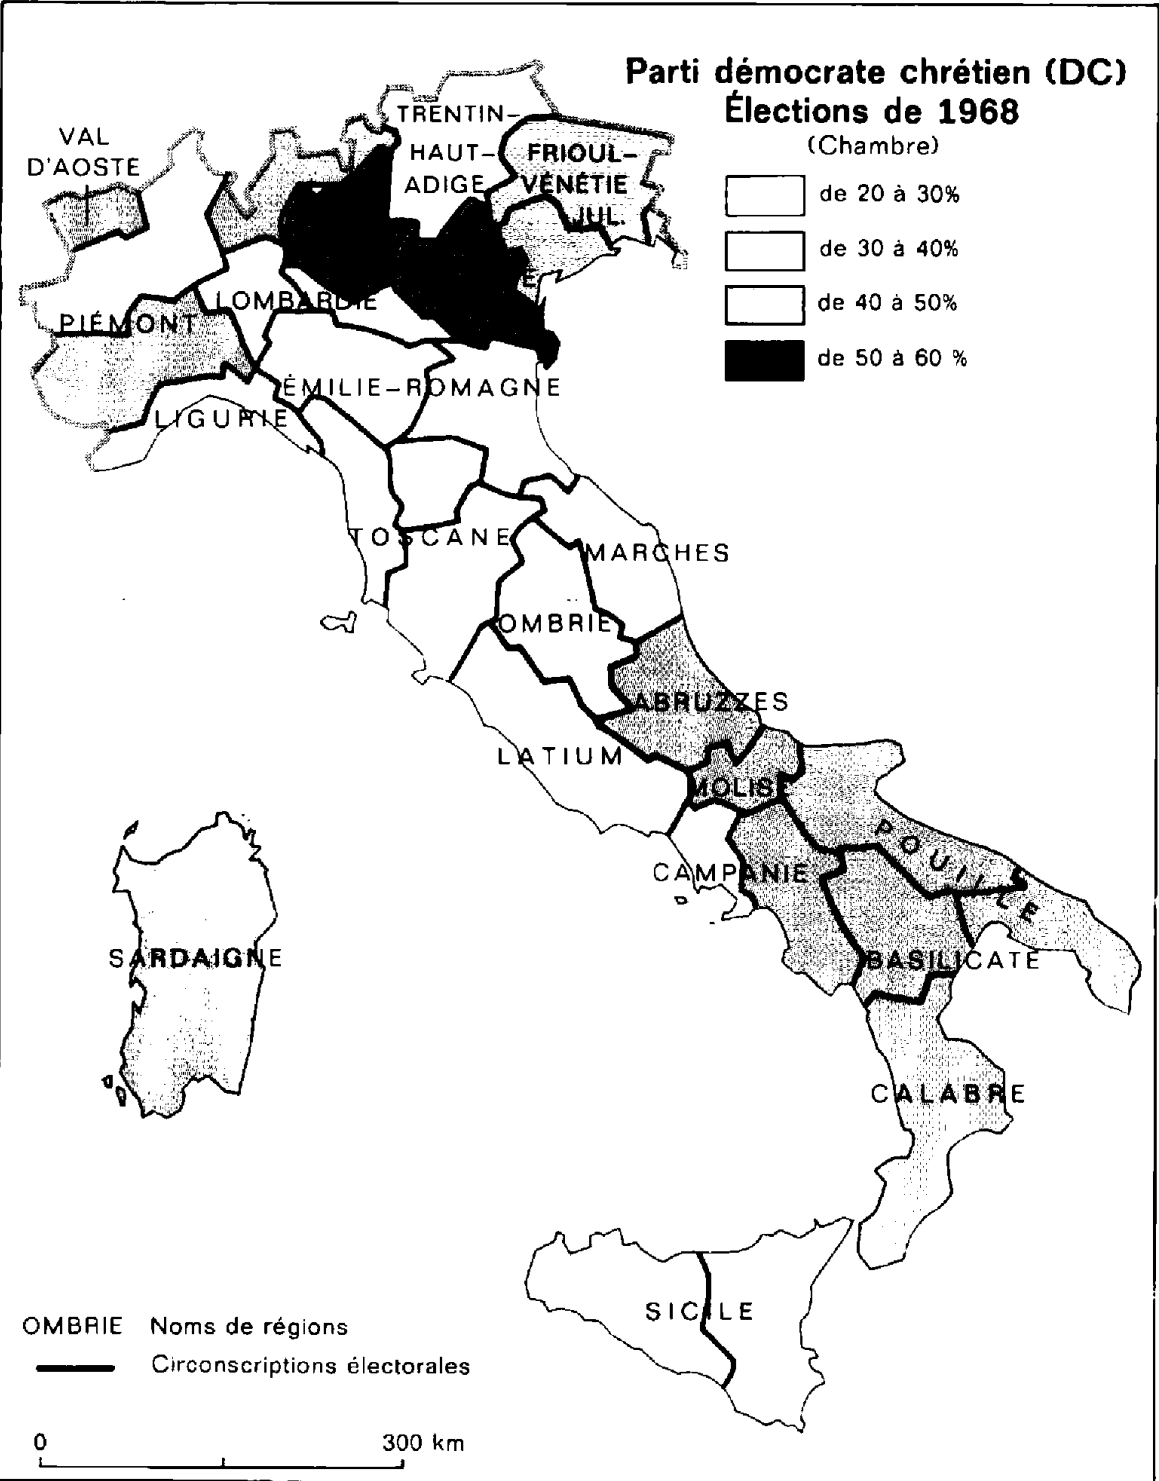 Parti démocrate chrétien (DC)
Élections de 1968
(Chambre)
de 20 à 30%
de 30 à 40%
de 40 à 50%
de 50 à 60 %
VAL
D'AOSTE
TRENTIN-
HAUT-
ADIGE
FRIOUL-
VÉNÉTIE
JUL.
E
LOMBARDIE
PIÉMONT
ÉMILIE-ROMAGNE
LIGURIE
TOSCANE
MARCHES
OMBRIE
ABRUZZES
LATIUM
MOLISE
POUILLE
CAMPANIE
SARDAIGNE
BASILICATE
CALABRE
SICILE
OMBRIE Noms de régions
Circonscriptions électorales
0 300 km